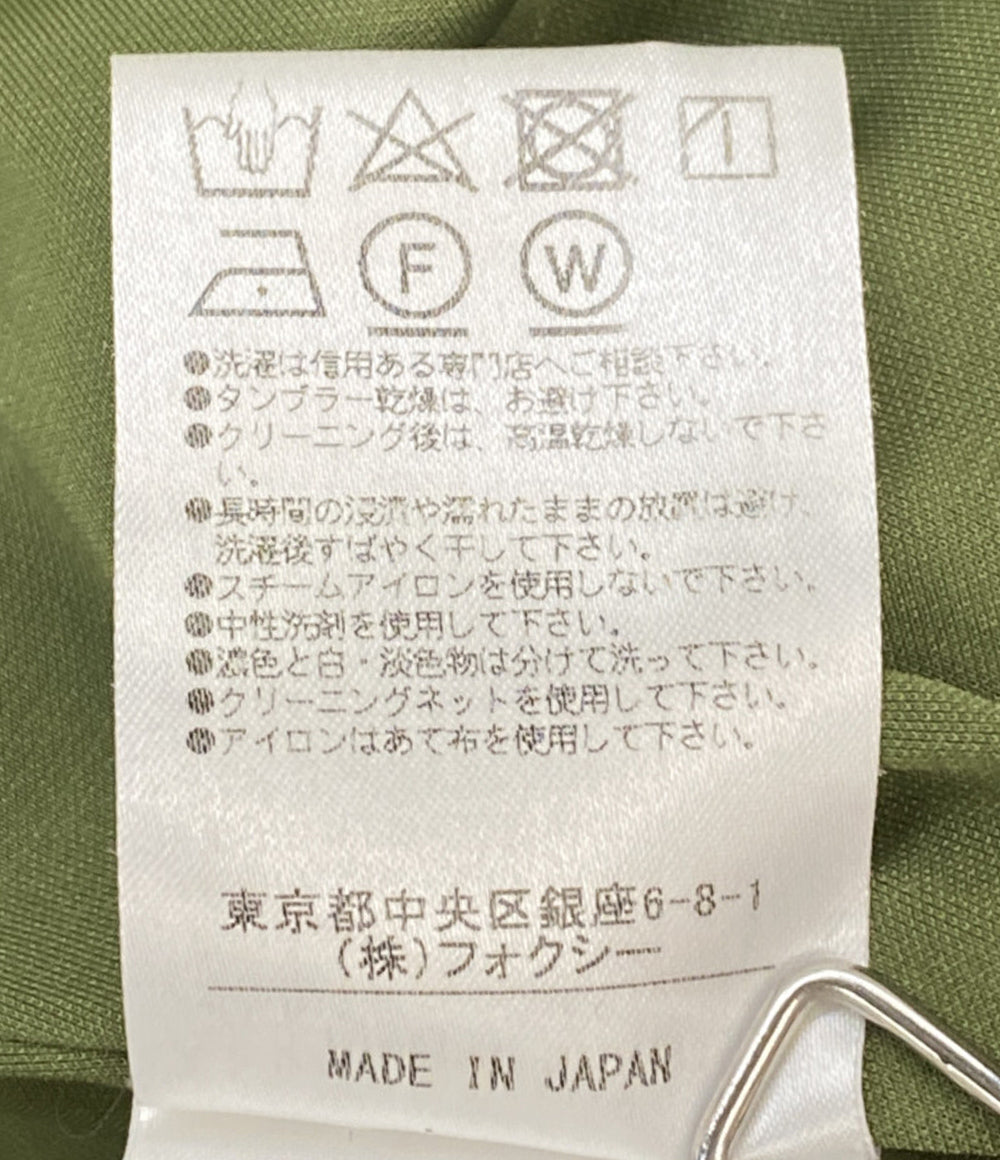 F W
●洗濯は信用ある専門店へご相談下さい。
●タンブラー乾燥は、お避け下さい。
●クリーニング後は、高温乾燥しないで下さ
い。
●長時間の浸漬や濡れたままの放置は避け、
洗濯後すばやく干して下さい。
●スチームアイロンを使用しないで下さい。
●中性洗剤を使用して下さい。
●濃色と白・淡色物は分けて洗って下さい。
●クリーニングネットを使用して下さい。
●アイロンはあて布を使用して下さい。
東京都中央区銀座6-8-1
(株)フォクシー
MADE IN JAPAN